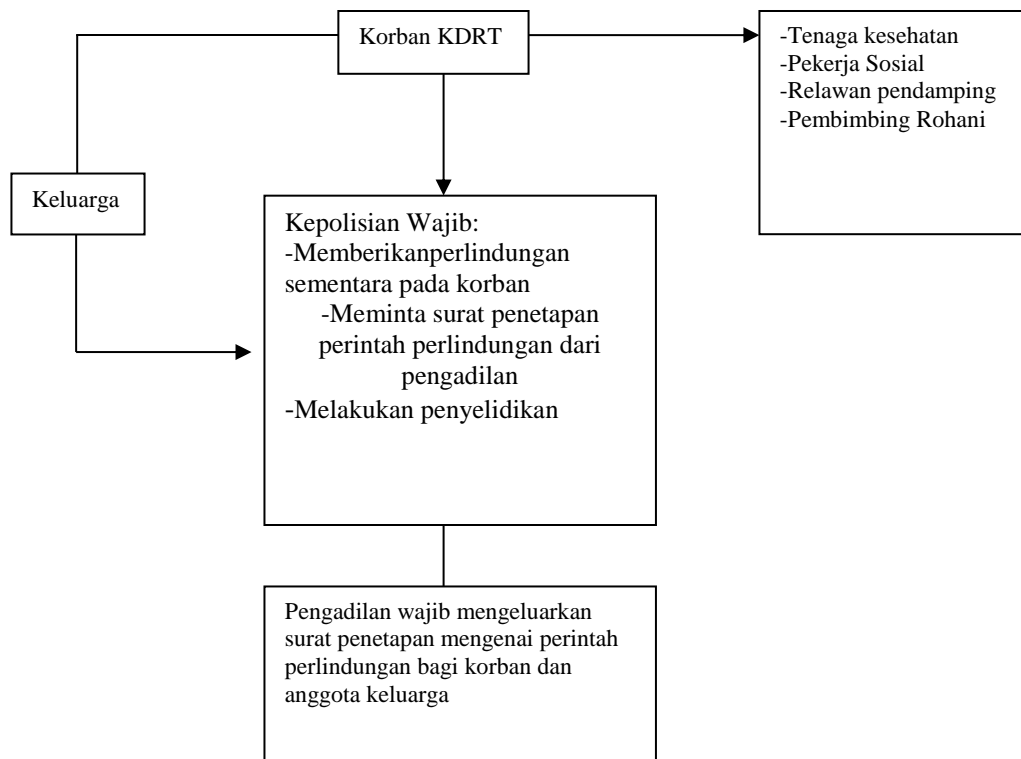 Korban KDRT
-Tenaga kesehatan
-Pekerja Sosial
-Relawan pendamping
-Pembimbing Rohani
Keluarga
Kepolisian Wajib:
-Memberikanperlindungan
sementara pada korban
-Meminta surat penetapan
perintah perlindungan dari
pengadilan
-Melakukan penyelidikan
Pengadilan wajib mengeluarkan
surat penetapan mengenai perintah
perlindungan bagi korban dan
anggota keluarga